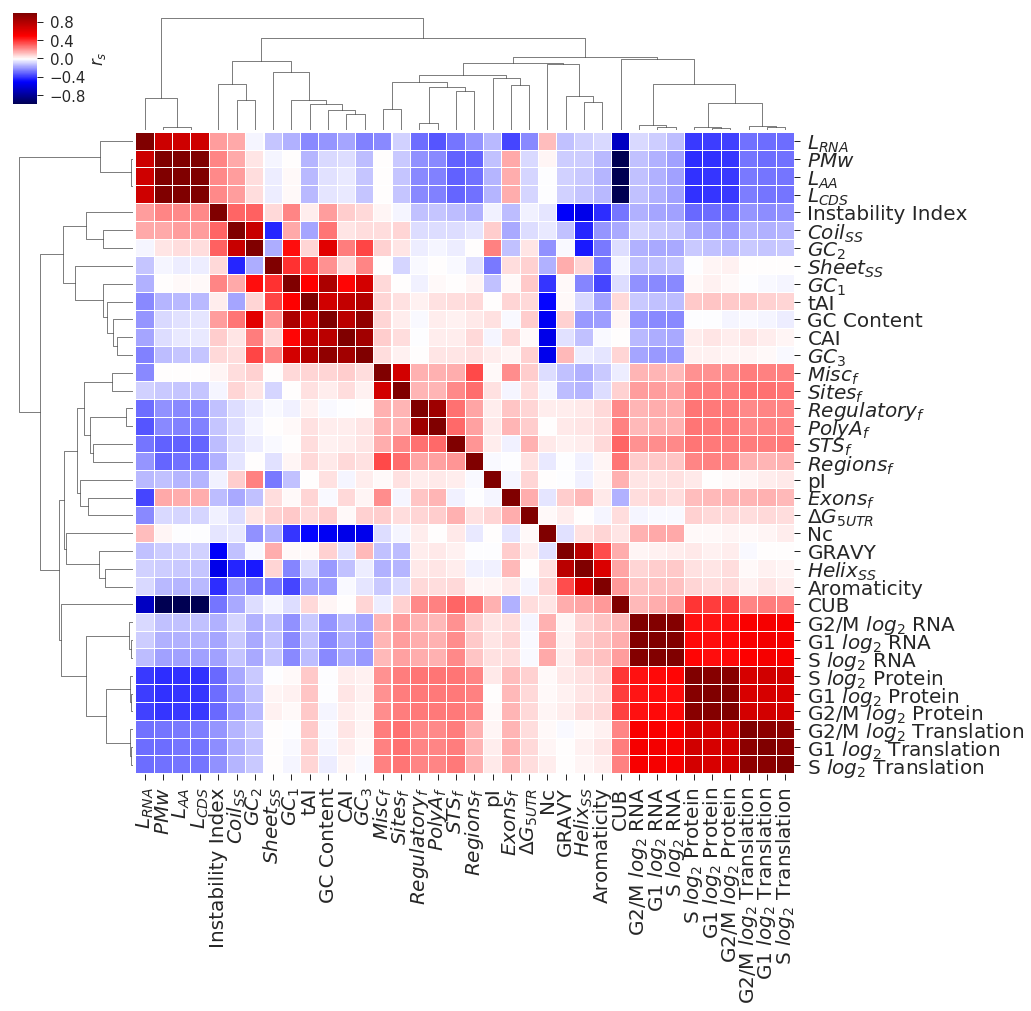 0.8
0.4
0.0
−0.4
−0.8
r_s
L_RNA
PMw
L_AA
L_CDS
Instability Index
Coil_SS
GC_2
Sheet_SS
GC_1
tAI
GC Content
CAI
GC_3
Misc_f
Sites_f
Regulatory_f
PolyA_f
STS_f
Regions_f
pI
Exons_f
ΔG_5UTR
Nc
GRAVY
Helix_SS
Aromaticity
CUB
G2/M log_2 RNA
G1 log_2 RNA
S log_2 RNA
S log_2 Protein
G1 log_2 Protein
G2/M log_2 Protein
G2/M log_2 Translation
G1 log_2 Translation
S log_2 Translation
L_RNA
PMw
L_AA
L_CDS
Instability Index
Coil_SS
GC_2
Sheet_SS
GC_1
tAI
GC Content
CAI
GC_3
Misc_f
Sites_f
Regulatory_f
PolyA_f
STS_f
Regions_f
pI
Exons_f
ΔG_5UTR
Nc
GRAVY
Helix_SS
Aromaticity
CUB
G2/M log_2 RNA
G1 log_2 RNA
S log_2 RNA
S log_2 Protein
G1 log_2 Protein
G2/M log_2 Protein
G2/M log_2 Translation
G1 log_2 Translation
S log_2 Translation